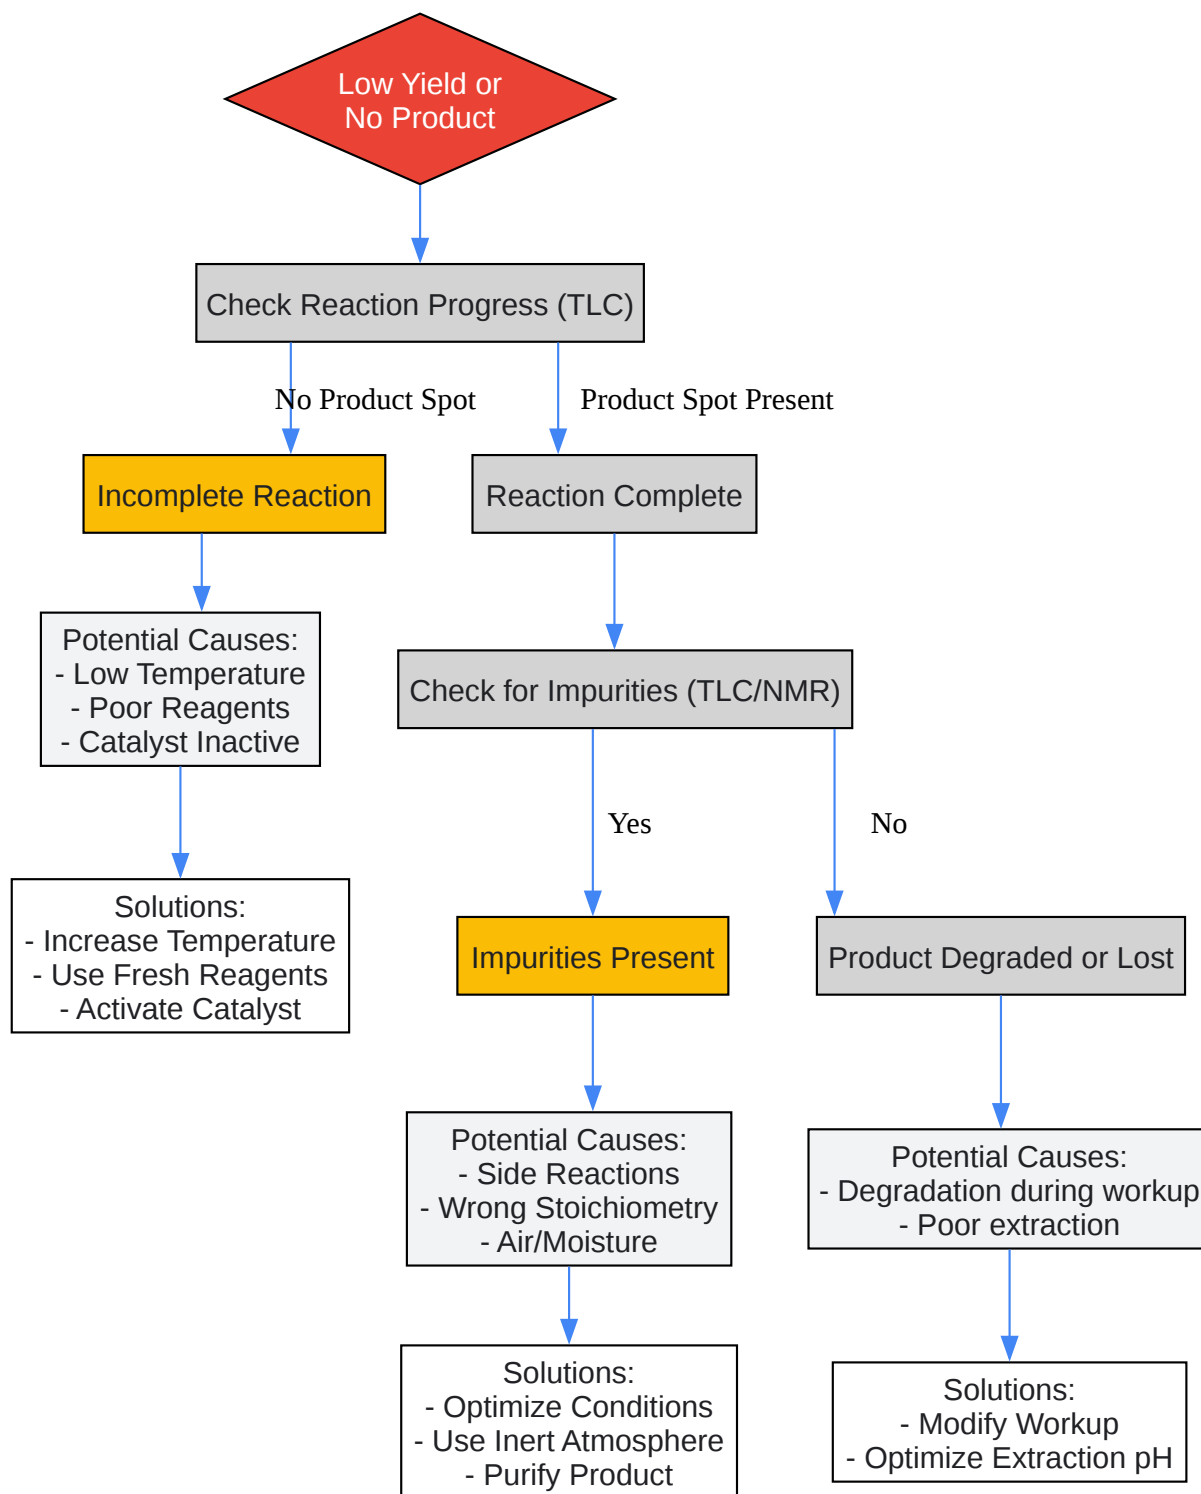 Low Yield or
No Product
Check Reaction Progress (TLC)
No Product Spot
Product Spot Present
Incomplete Reaction
Reaction Complete
Potential Causes:
- Low Temperature
- Poor Reagents
- Catalyst Inactive
Check for Impurities (TLC/NMR)
Yes
No
Solutions:
- Increase Temperature
- Use Fresh Reagents
- Activate Catalyst
Impurities Present
Product Degraded or Lost
Potential Causes:
- Side Reactions
- Wrong Stoichiometry
- Air/Moisture
Potential Causes:
- Degradation during workup
- Poor extraction
Solutions:
- Optimize Conditions
- Use Inert Atmosphere
- Purify Product
Solutions:
- Modify Workup
- Optimize Extraction pH